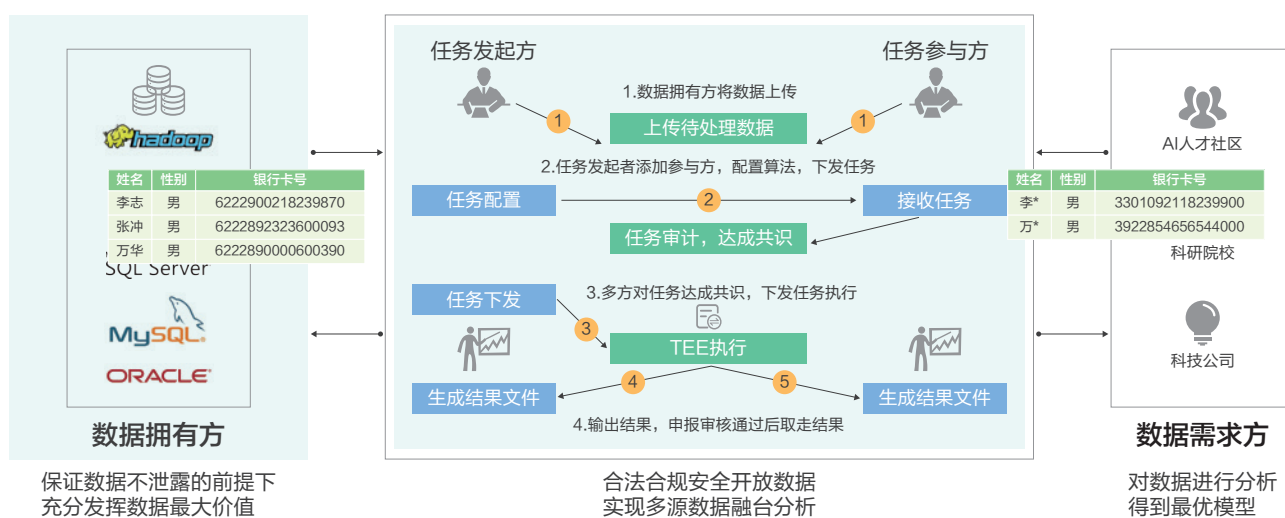 任务发起方
任务参与方
1.数据拥有方将数据上传
1
1
上传待处理数据
hadoop
AI人才社区
2.任务发起者添加参与方，配置算法，下发任务
姓名 性别 银行卡号
李志 男 6222900218239870
张冲 男 6222892323600093
万华 男 6222890000600390
任务配置
2
接收任务
姓名 性别 银行卡号
李* 男 3301092118239900
万* 男 3922854656544000
任务审计，达成共识
SQL Server
科研院校
任务下发
3.多方对任务达成共识，下发任务执行
3
MySQL
TEE执行
科技公司
ORACLE
4
5
生成结果文件
生成结果文件
4.输出结果，申报审核通过后取走结果
数据拥有方
数据需求方
保证数据不泄露的前提下
充分发挥数据最大价值
合法合规安全开放数据
实现多源数据融台分析
对数据进行分析
得到最优模型